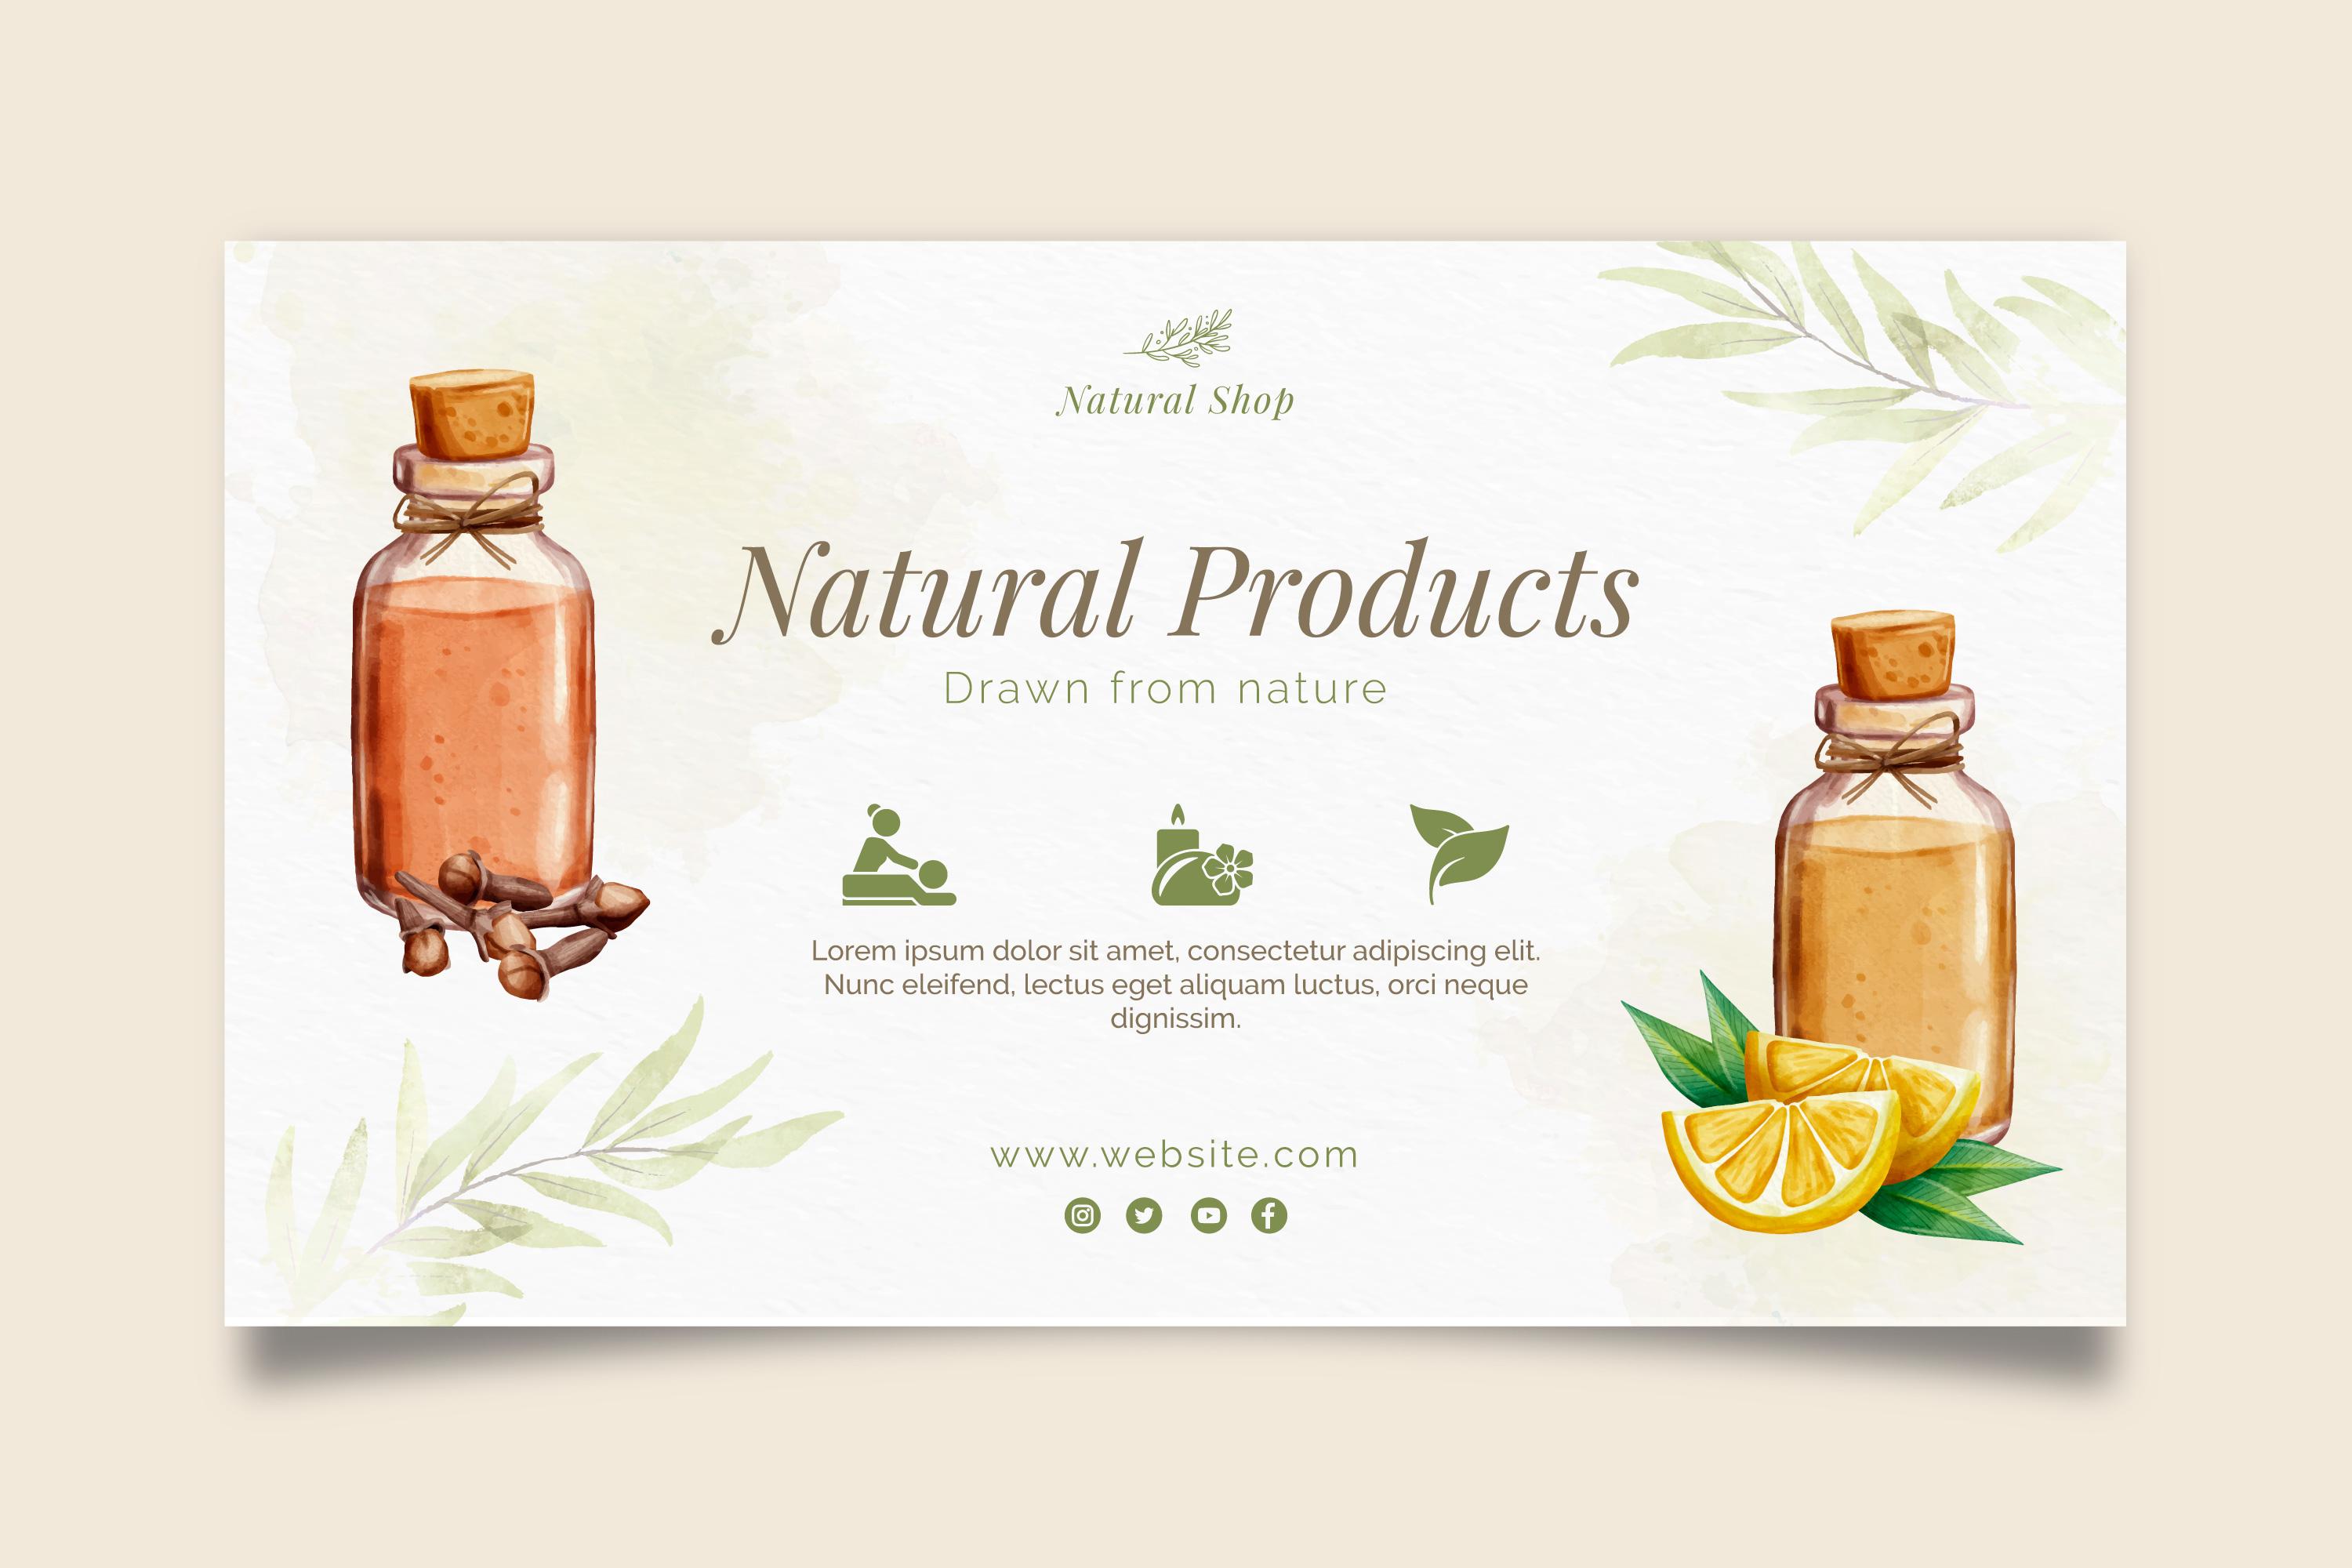 Natural Shop
Natural Products
Drawn from nature
Lorem ipsum dolor sit amet, consectetur adipiscing elit.
Nunc eleifend, lectus eget aliquam luctus, orci neque
dignissim.
www.website.com